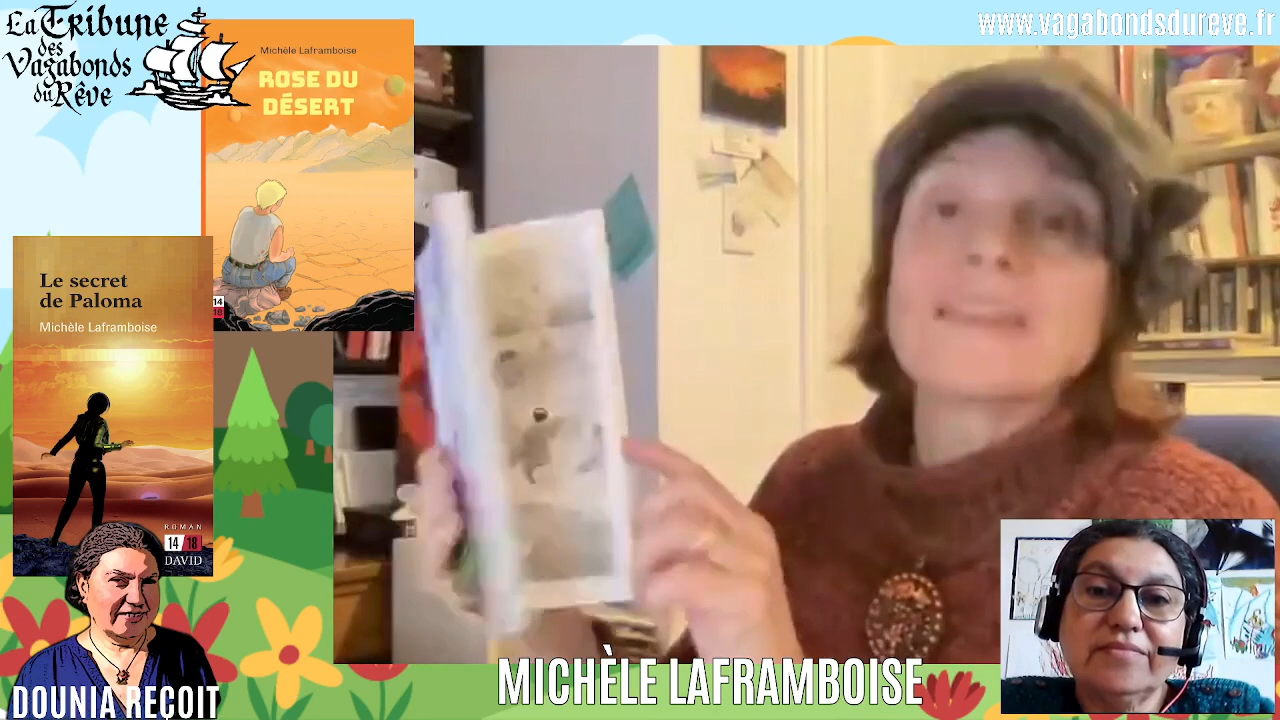 La Tribune
des
Vagabonds
du Rêve
www.vagabondsdureve.fr
Michèle Laframboise
ROSE DU
DÉSERT
14
18
Le secret
de Paloma
Michèle Laframboise
ROMAN
14 18
DAVID
DOUNIA REÇOIT
MICHÈLE LAFRAMBOISE